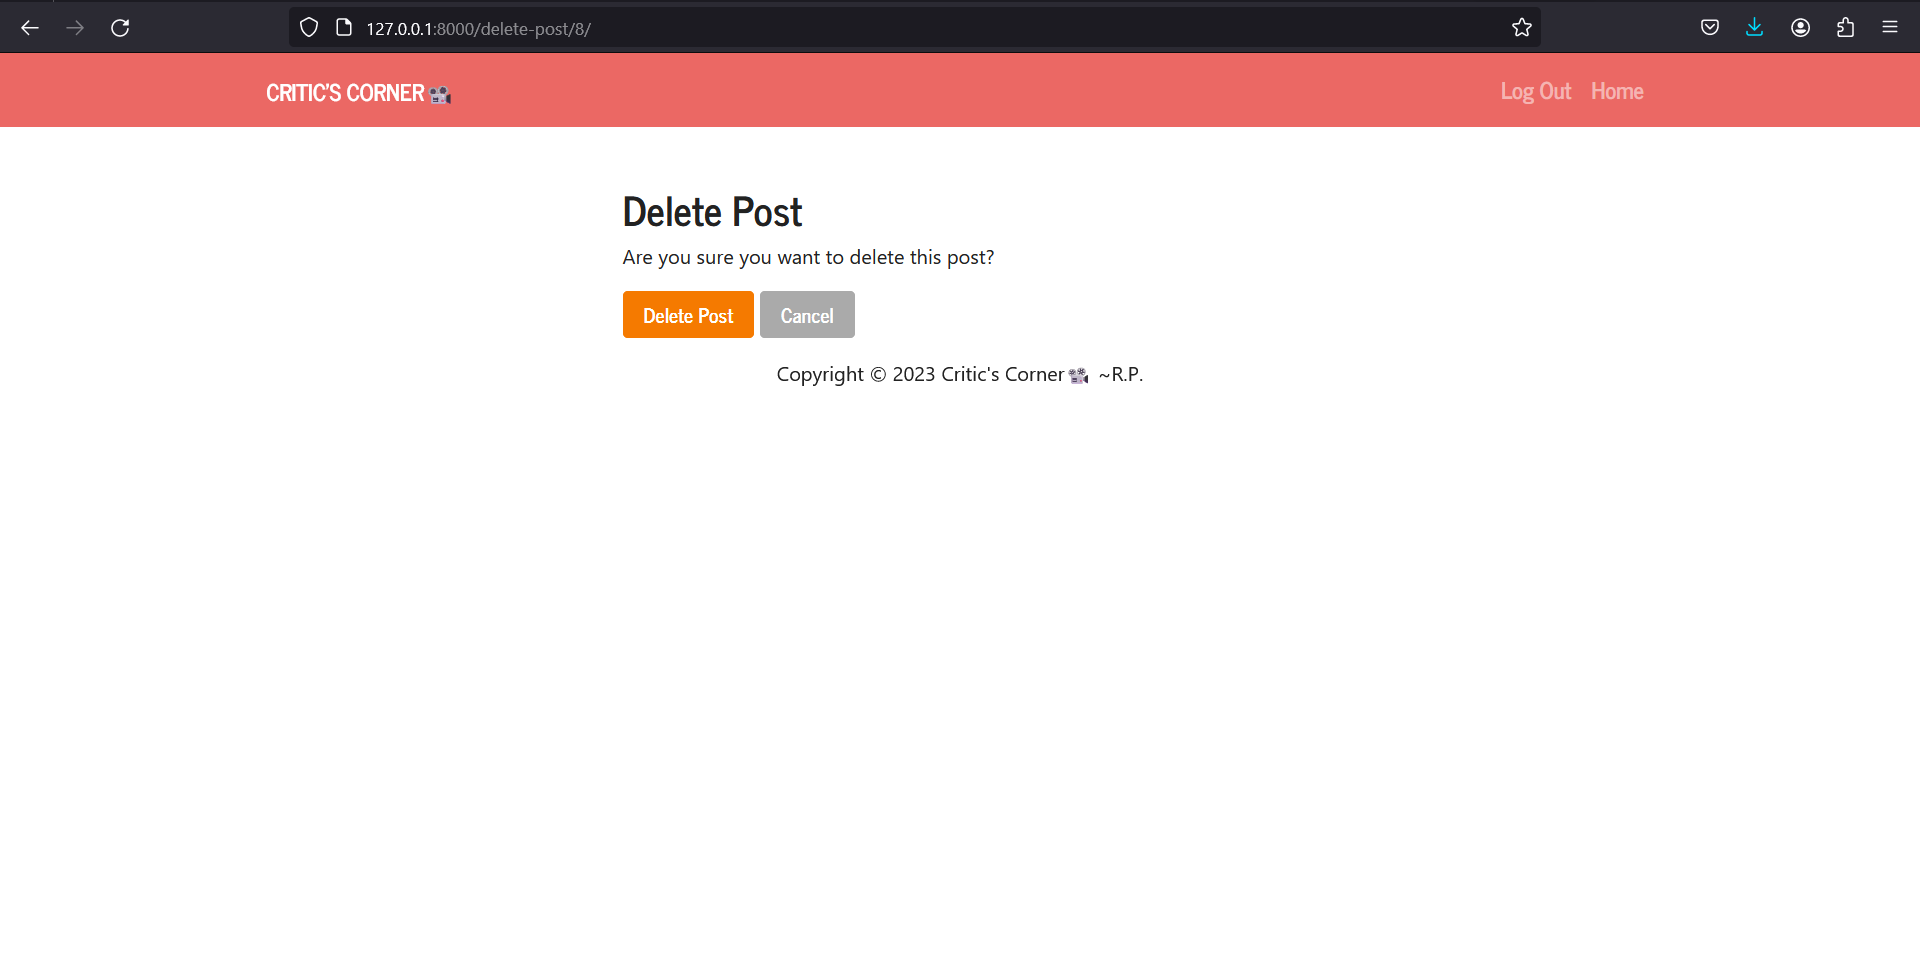 127.0.0.1:8000/delete-post/8/
CRITIC'S CORNER🎥
Log Out Home
Delete Post
Are you sure you want to delete this post?
Delete Post Cancel
Copyright © 2023 Critic's Corner🎥 ~R.P.